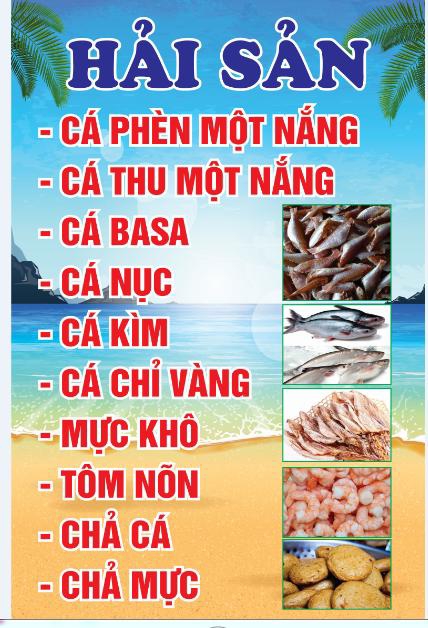 HẢI SẢN
- CÁ PHÈN MỘT NẮNG
- CÁ THU MỘT NẮNG
- CÁ BASA
- CÁ NỤC
- CÁ KÌM
- CÁ CHỈ VÀNG
- MỰC KHÔ
- TÔM NÕN
- CHẢ CÁ
- CHẢ MỰC